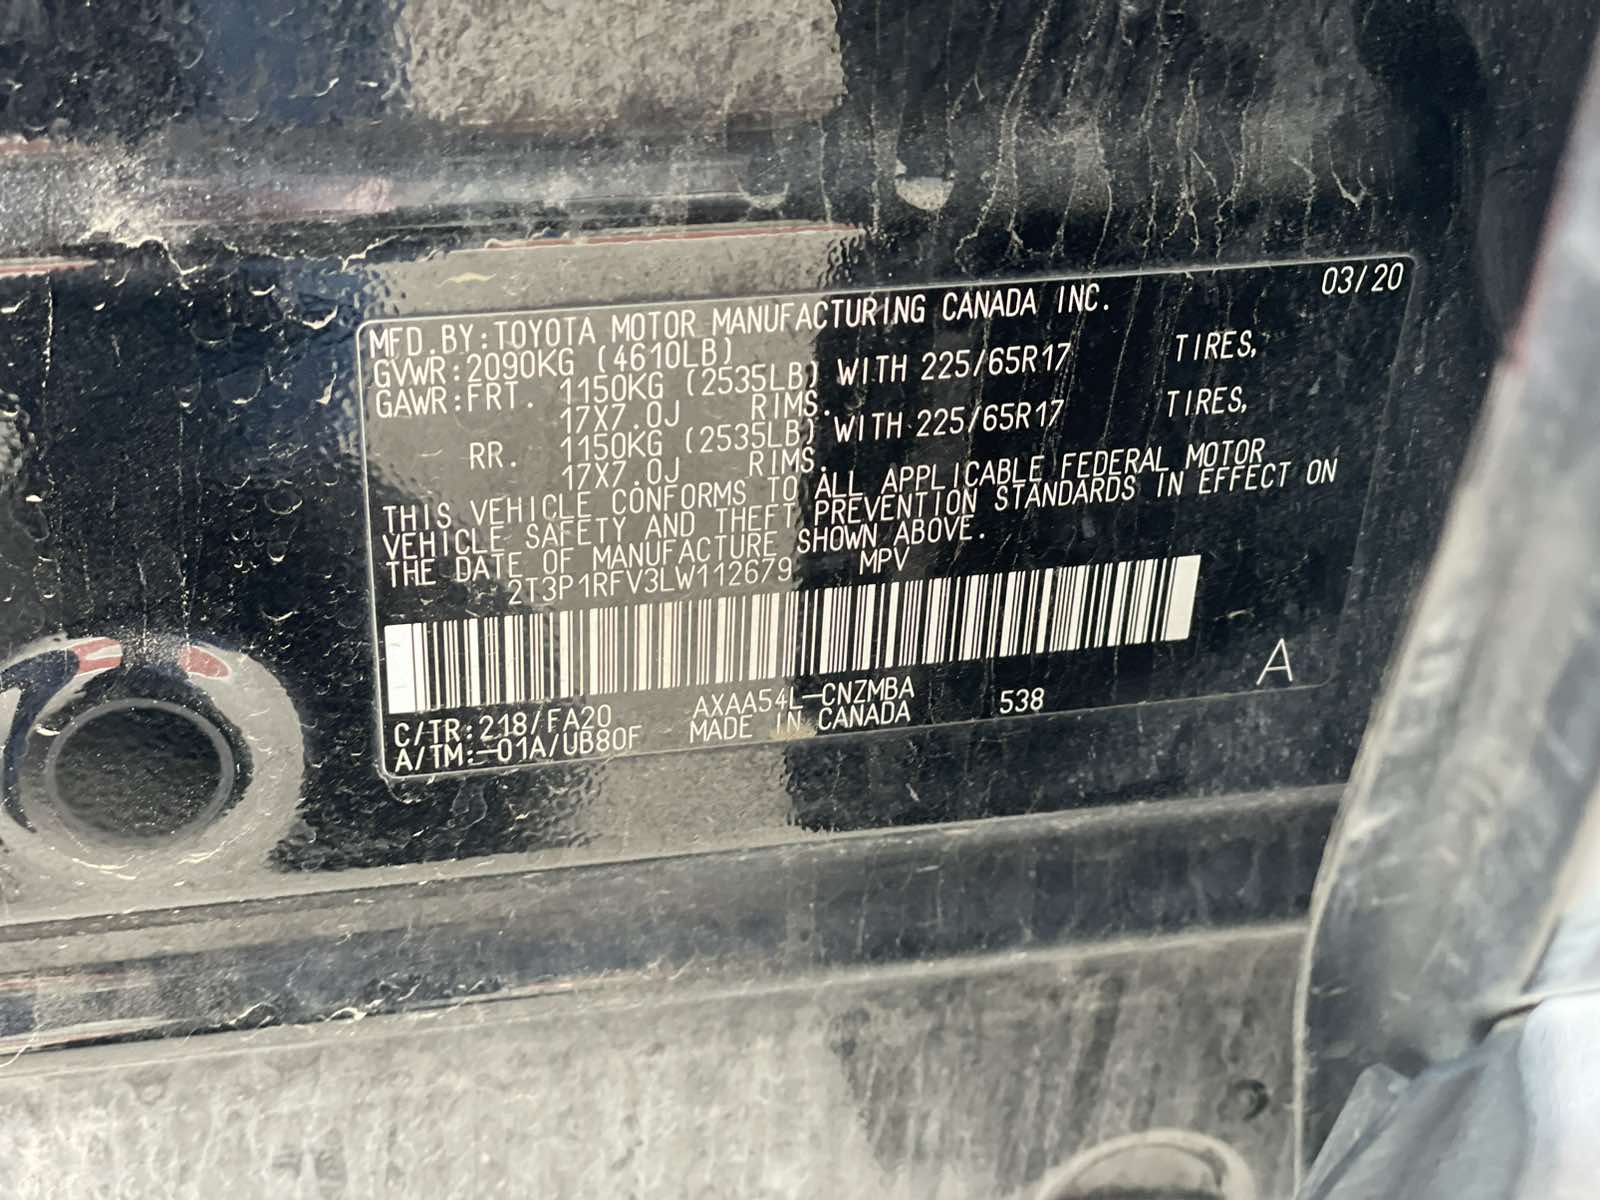 03/20
MFD.BY:TOYOTA MOTOR MANUFACTURING CANADA INC.
GVWR:2090KG (4610LB)
GAWR:FRT. 1150KG (2535LB) WITH 225/65R17 TIRES,
17X7.0J RIMS.
RR. 1150KG (2535LB) WITH 225/65R17 TIRES,
17X7.0J RIMS.
THIS VEHICLE CONFORMS TO ALL APPLICABLE FEDERAL MOTOR
VEHICLE SAFETY AND THEFT PREVENTION STANDARDS IN EFFECT ON
THE DATE OF MANUFACTURE SHOWN ABOVE.
2T3P1RFV3LW112679 MPV
C/TR:218/FA20 AXAA54L-CNZMBA 538 A
A/TM:-01A/UB80F MADE IN CANADA